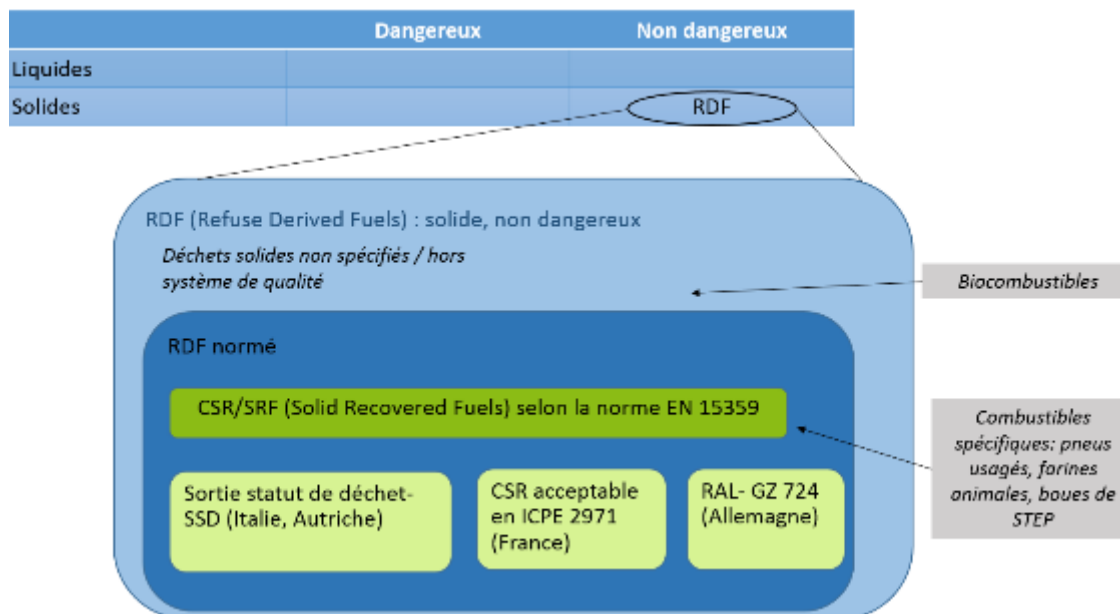 Dangereux Non dangereux
Liquides
Solides RDF
RDF (Refuse Derived Fuels) : solide, non dangereux
Déchets solides non spécifiés / hors
système de qualité
Biocombustibles
RDF normé
CSR/SRF (Solid Recovered Fuels) selon la norme EN 15359
Combustibles
spécifiques: pneus
usagés, farines
animales, boues de
STEP
Sortie statut de déchet-
SSD (Italie, Autriche)
CSR acceptable
en ICPE 2971
(France)
RAL- GZ 724
(Allemagne)